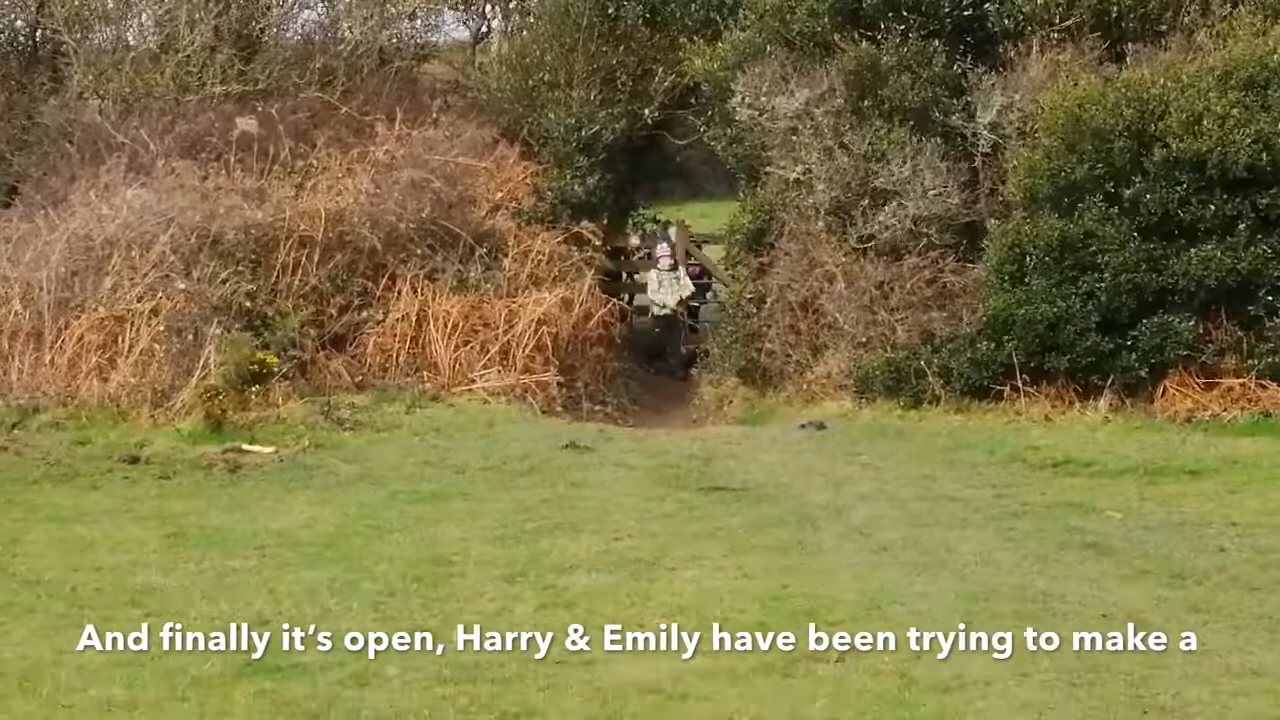 And finally it’s open, Harry & Emily have been trying to make a